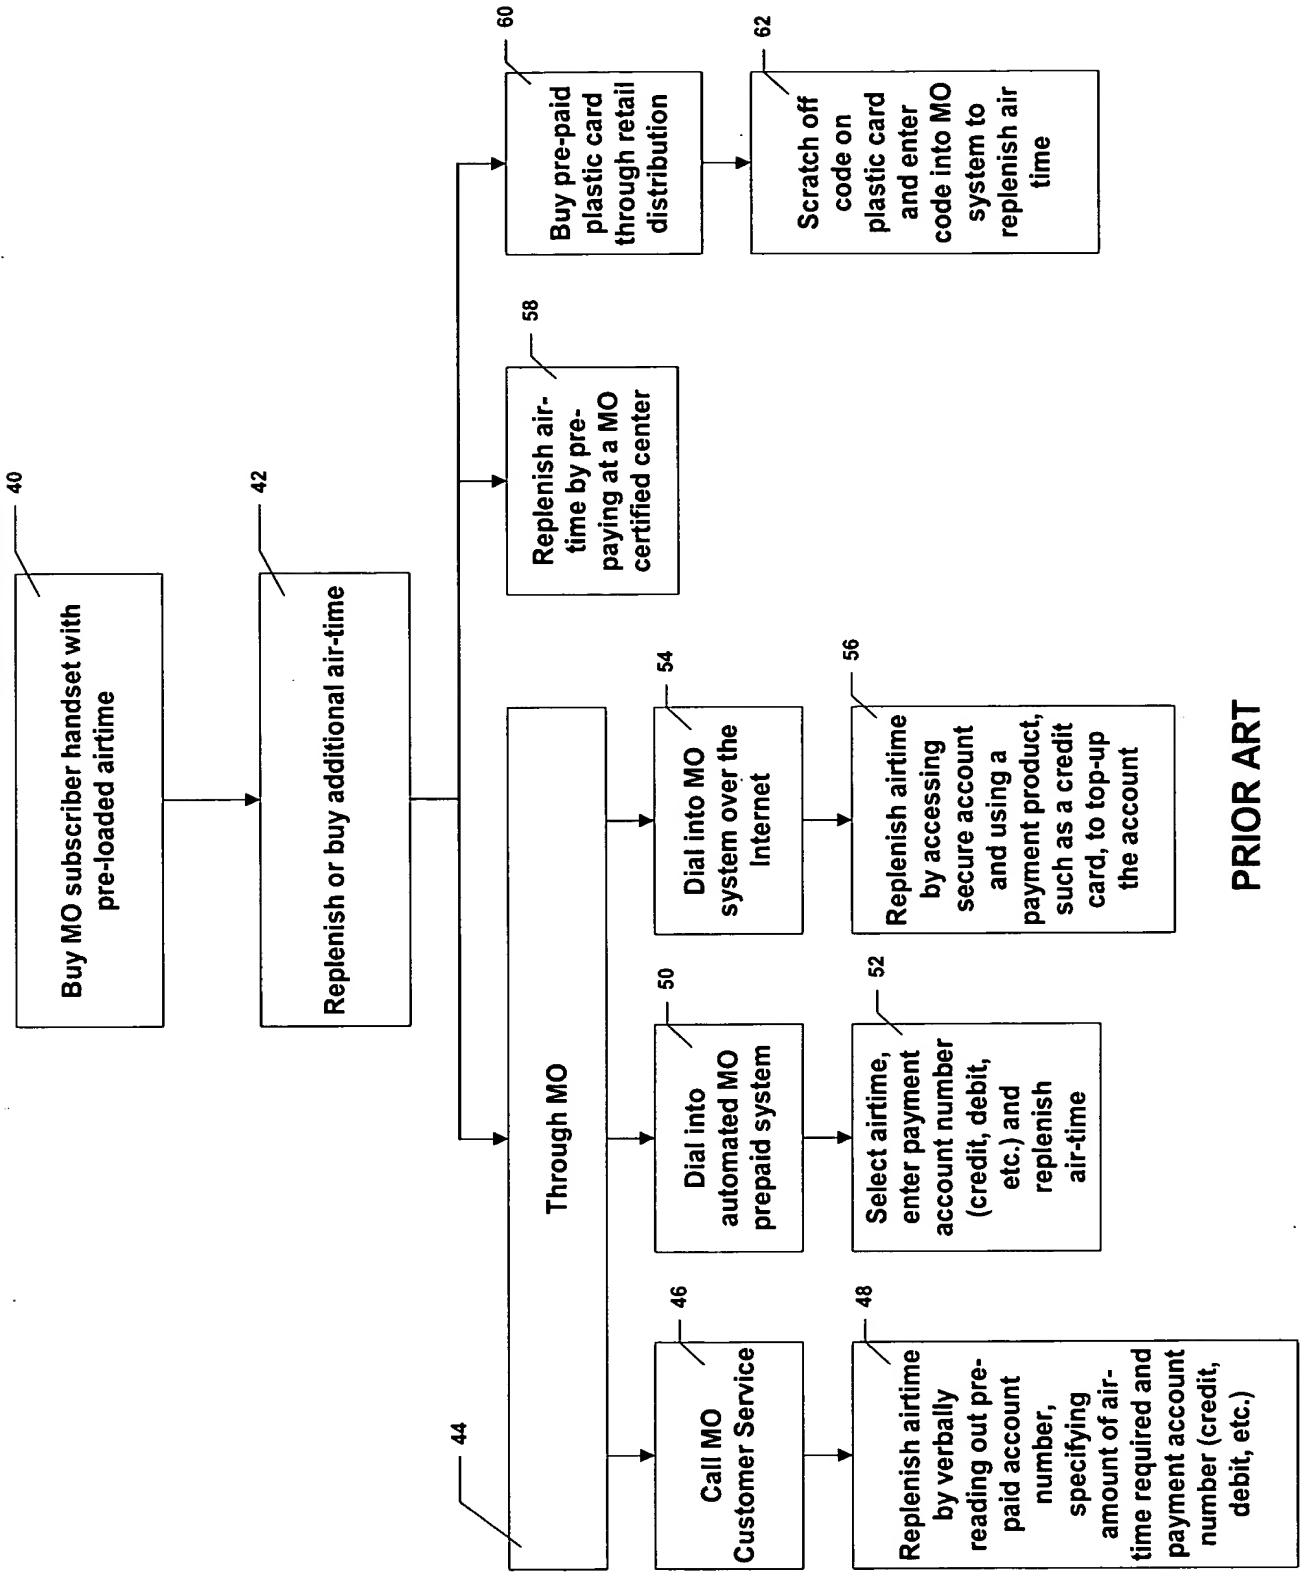 40
Buy MO subscriber handset with
pre-loaded airtime
42
Replenish or buy additional air-time
44
Through MO
46
Call MO
Customer Service
48
Replenish airtime
by verbally
reading out pre-
paid account
number,
specifying
amount of air-
time required and
payment account
number (credit,
debit, etc.)
50
Dial into
automated MO
prepaid system
52
Select airtime,
enter payment
account number
(credit, debit,
etc.) and
replenish
air-time
54
Dial into MO
system over the
Internet
56
Replenish airtime
by accessing
secure account
and using a
payment product,
such as a credit
card, to top-up
the account
58
Replenish air-
time by pre-
paying at a MO
certified center
60
Buy pre-paid
plastic card
through retail
distribution
62
Scratch off
code on
plastic card
and enter
code into MO
system to
replenish air
time
PRIOR ART